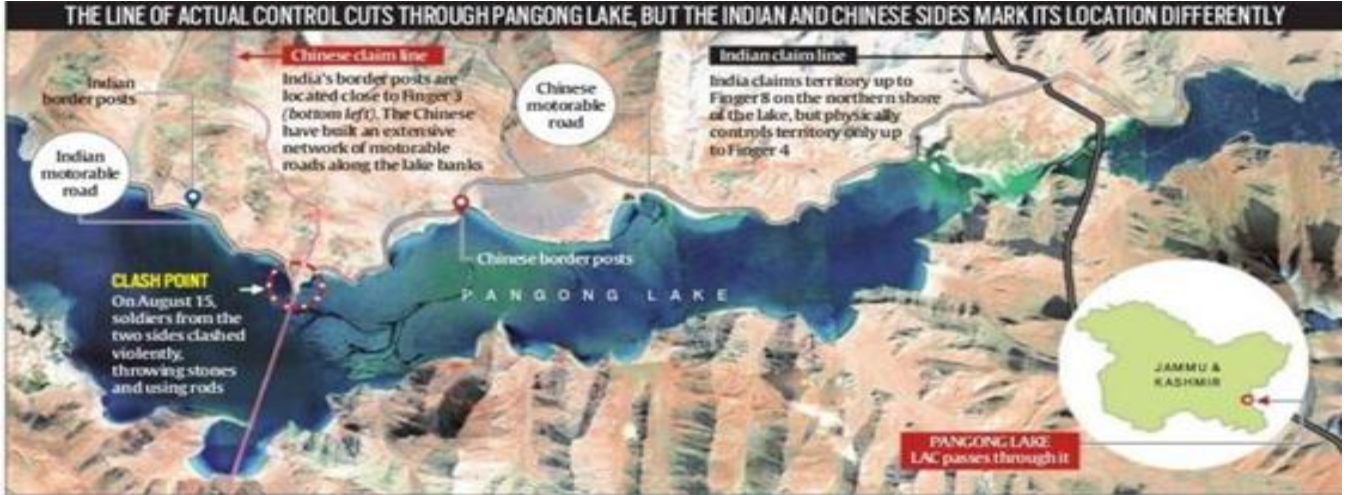 THE LINE OF ACTUAL CONTROL CUTS THROUGH PANGONG LAKE, BUT THE INDIAN AND CHINESE SIDES MARK ITS LOCATION DIFFERENTLY
Indian
border posts
Indian
motorable
road
Chinese claim line
India's border posts are
located close to Finger 3
(bottom left). The Chinese
have built an extensive
network of motorable
roads along the lake banks
Chinese
motorable
road
Indian claim line
India claims territory up to
Finger 8 on the northern shore
of the lake, but physically
controls territory only up
to Finger 4
Chinese border posts
PANGONG LAKE
CLASH POINT
On August 15,
soldiers from the
two sides clashed
violently,
throwing stones
and using rods
JAMMU &
KASHMIR
PANGONG LAKE
LAC passes through it